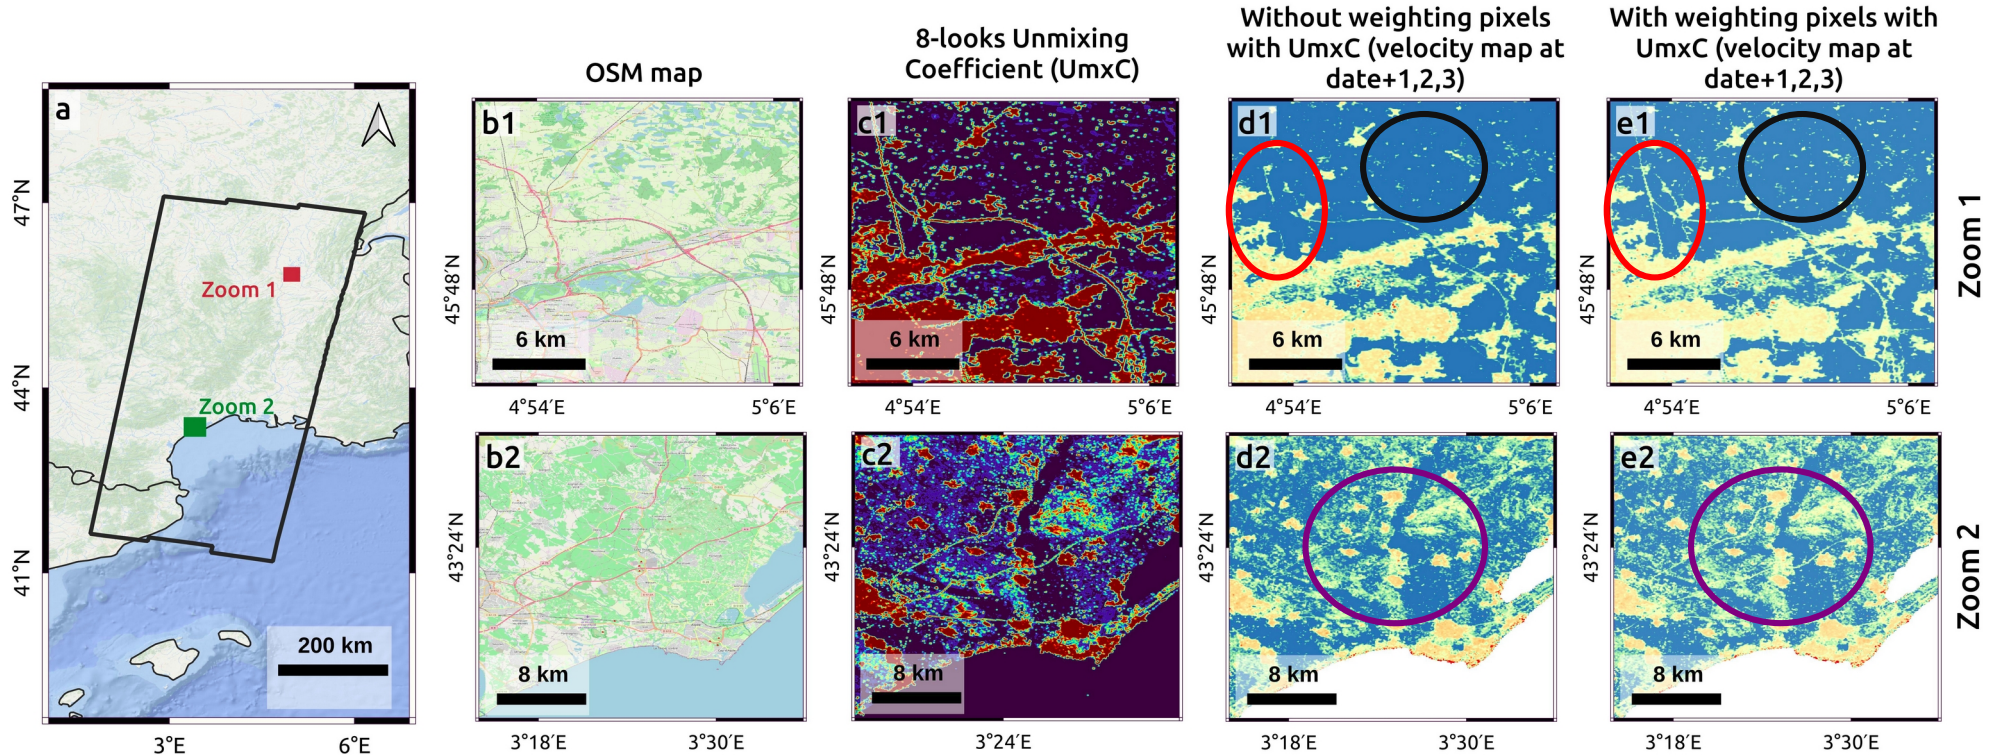 OSM map
8-looks Unmixing
Coefficient (UmxC)
Without weighting pixels
with UmxC (velocity map at
date+1,2,3)
With weighting pixels with
UmxC (velocity map at
date+1,2,3)
a
47°N
44°N
41°N
Zoom 1
Zoom 2
200 km
3°E
6°E
b1
6 km
45°48′N
4°54′E
5°6′E
c1
6 km
45°48′N
4°54′E
5°6′E
d1
6 km
45°48′N
4°54′E
5°6′E
e1
6 km
45°48′N
4°54′E
5°6′E
Zoom 1
b2
8 km
43°24′N
3°18′E
3°30′E
c2
8 km
43°24′N
3°24′E
d2
8 km
43°24′N
3°18′E
3°30′E
e2
8 km
43°24′N
3°18′E
3°30′E
Zoom 2